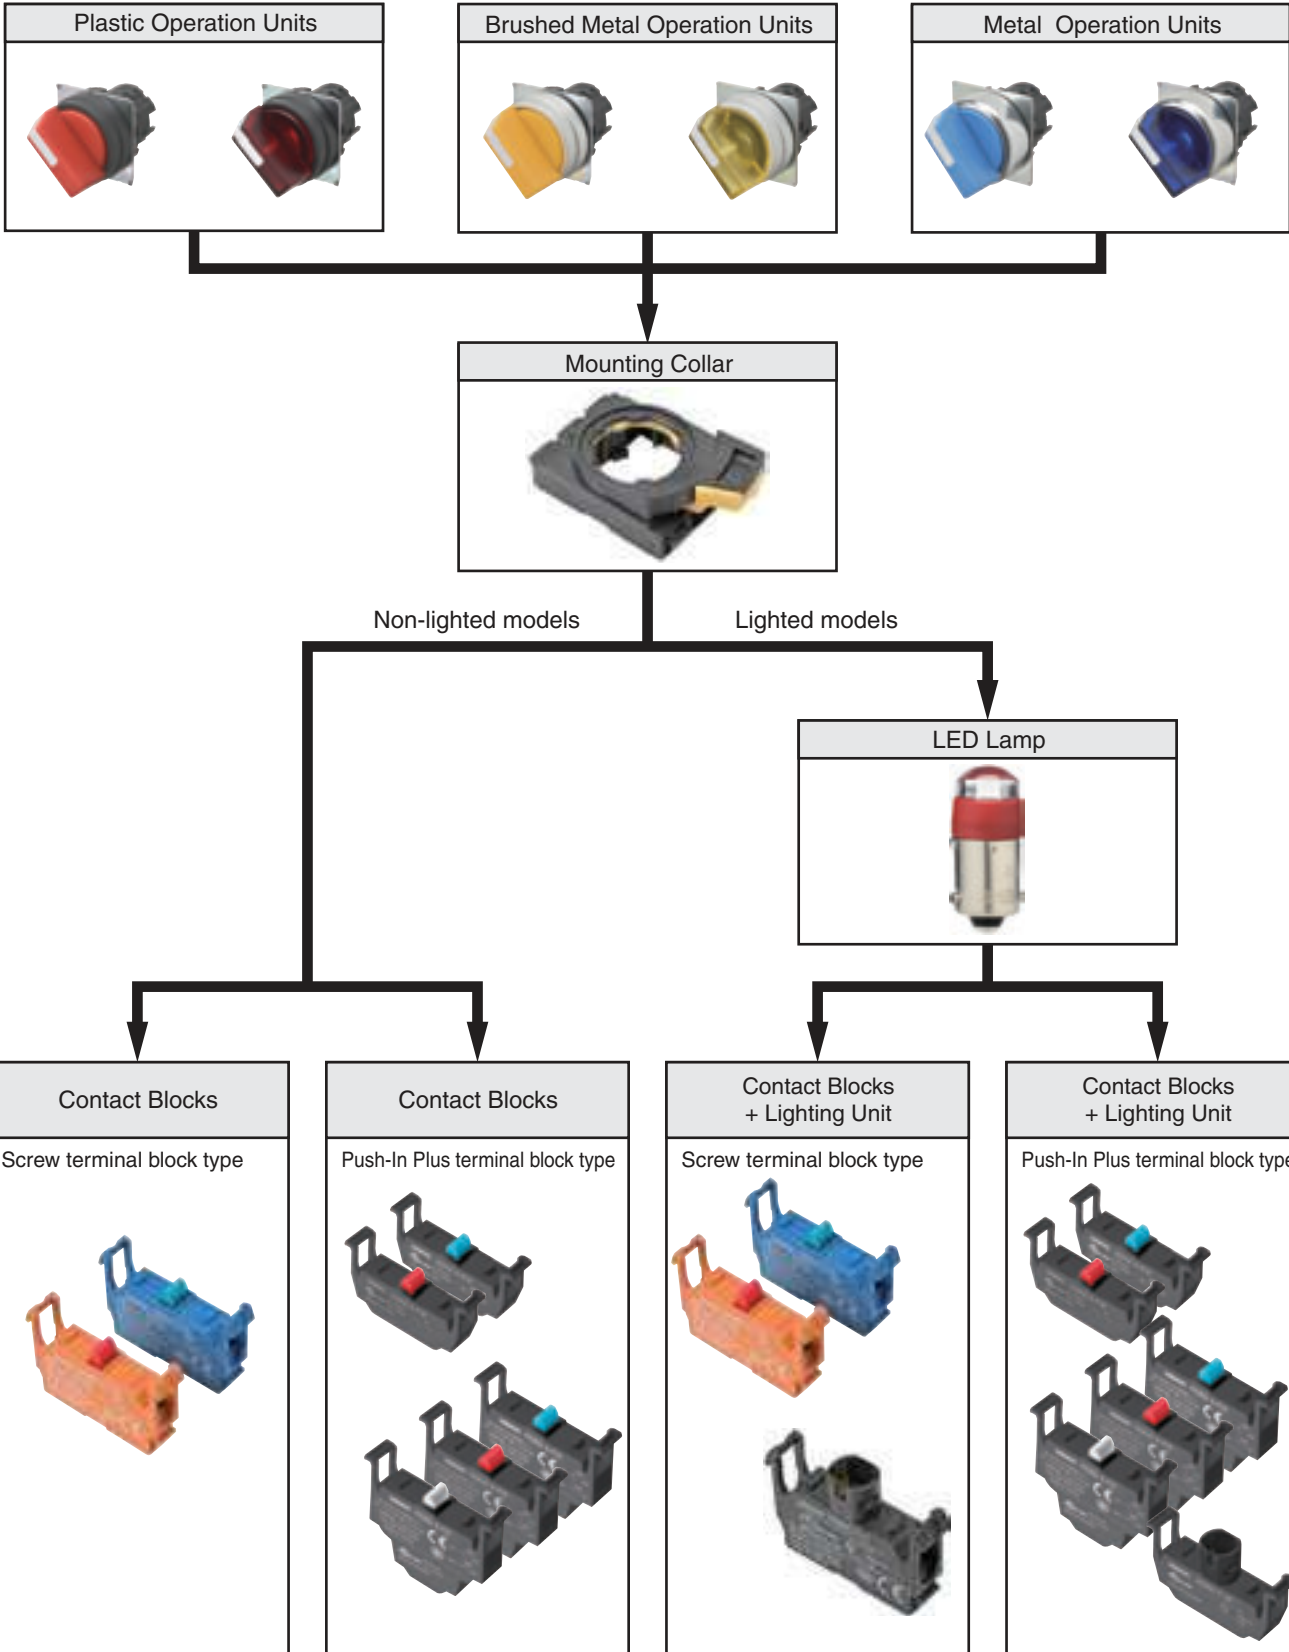 Plastic Operation Units
Brushed Metal Operation Units
Metal Operation Units
Mounting Collar
Non-lighted models
Lighted models
LED Lamp
Contact Blocks
Contact Blocks
Contact Blocks
+ Lighting Unit
Contact Blocks
+ Lighting Unit
Screw terminal block type
Push-In Plus terminal block type
Screw terminal block type
Push-In Plus terminal block type